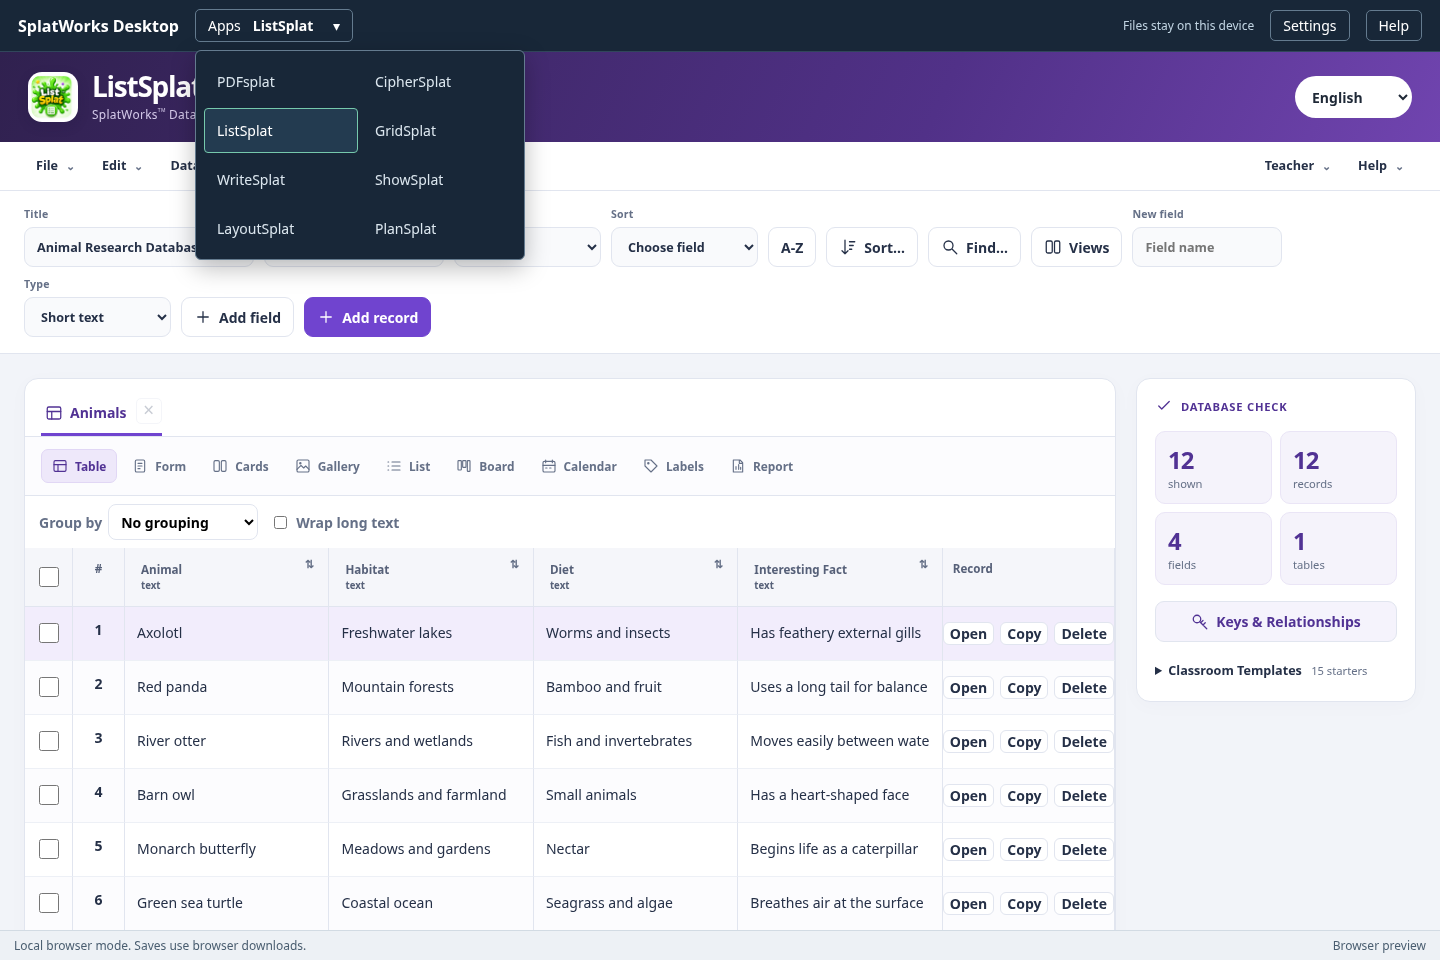 SplatWorks Desktop Apps ListSplat ▾ Files stay on this device Settings Help
PDFsplat CipherSplat
ListSplat GridSplat
WriteSplat ShowSplat
LayoutSplat PlanSplat
List Splat
ListSplat
SplatWorks™ Data
English
File Edit Data Teacher Help
Title Sort New field
Animal Research Databas Choose field A-Z Sort... Find... Views Field name
Type
Short text Add field Add record
Animals ×
Table Form Cards Gallery List Board Calendar Labels Report
Group by No grouping Wrap long text
# Animal text Habitat text Diet text Interesting Fact text Record
1 Axolotl Freshwater lakes Worms and insects Has feathery external gills Open Copy Delete
2 Red panda Mountain forests Bamboo and fruit Uses a long tail for balance Open Copy Delete
3 River otter Rivers and wetlands Fish and invertebrates Moves easily between wate Open Copy Delete
4 Barn owl Grasslands and farmland Small animals Has a heart-shaped face Open Copy Delete
5 Monarch butterfly Meadows and gardens Nectar Begins life as a caterpillar Open Copy Delete
6 Green sea turtle Coastal ocean Seagrass and algae Breathes air at the surface Open Copy Delete
DATABASE CHECK
12 shown
12 records
4 fields
1 tables
Keys & Relationships
Classroom Templates 15 starters
Local browser mode. Saves use browser downloads. Browser preview